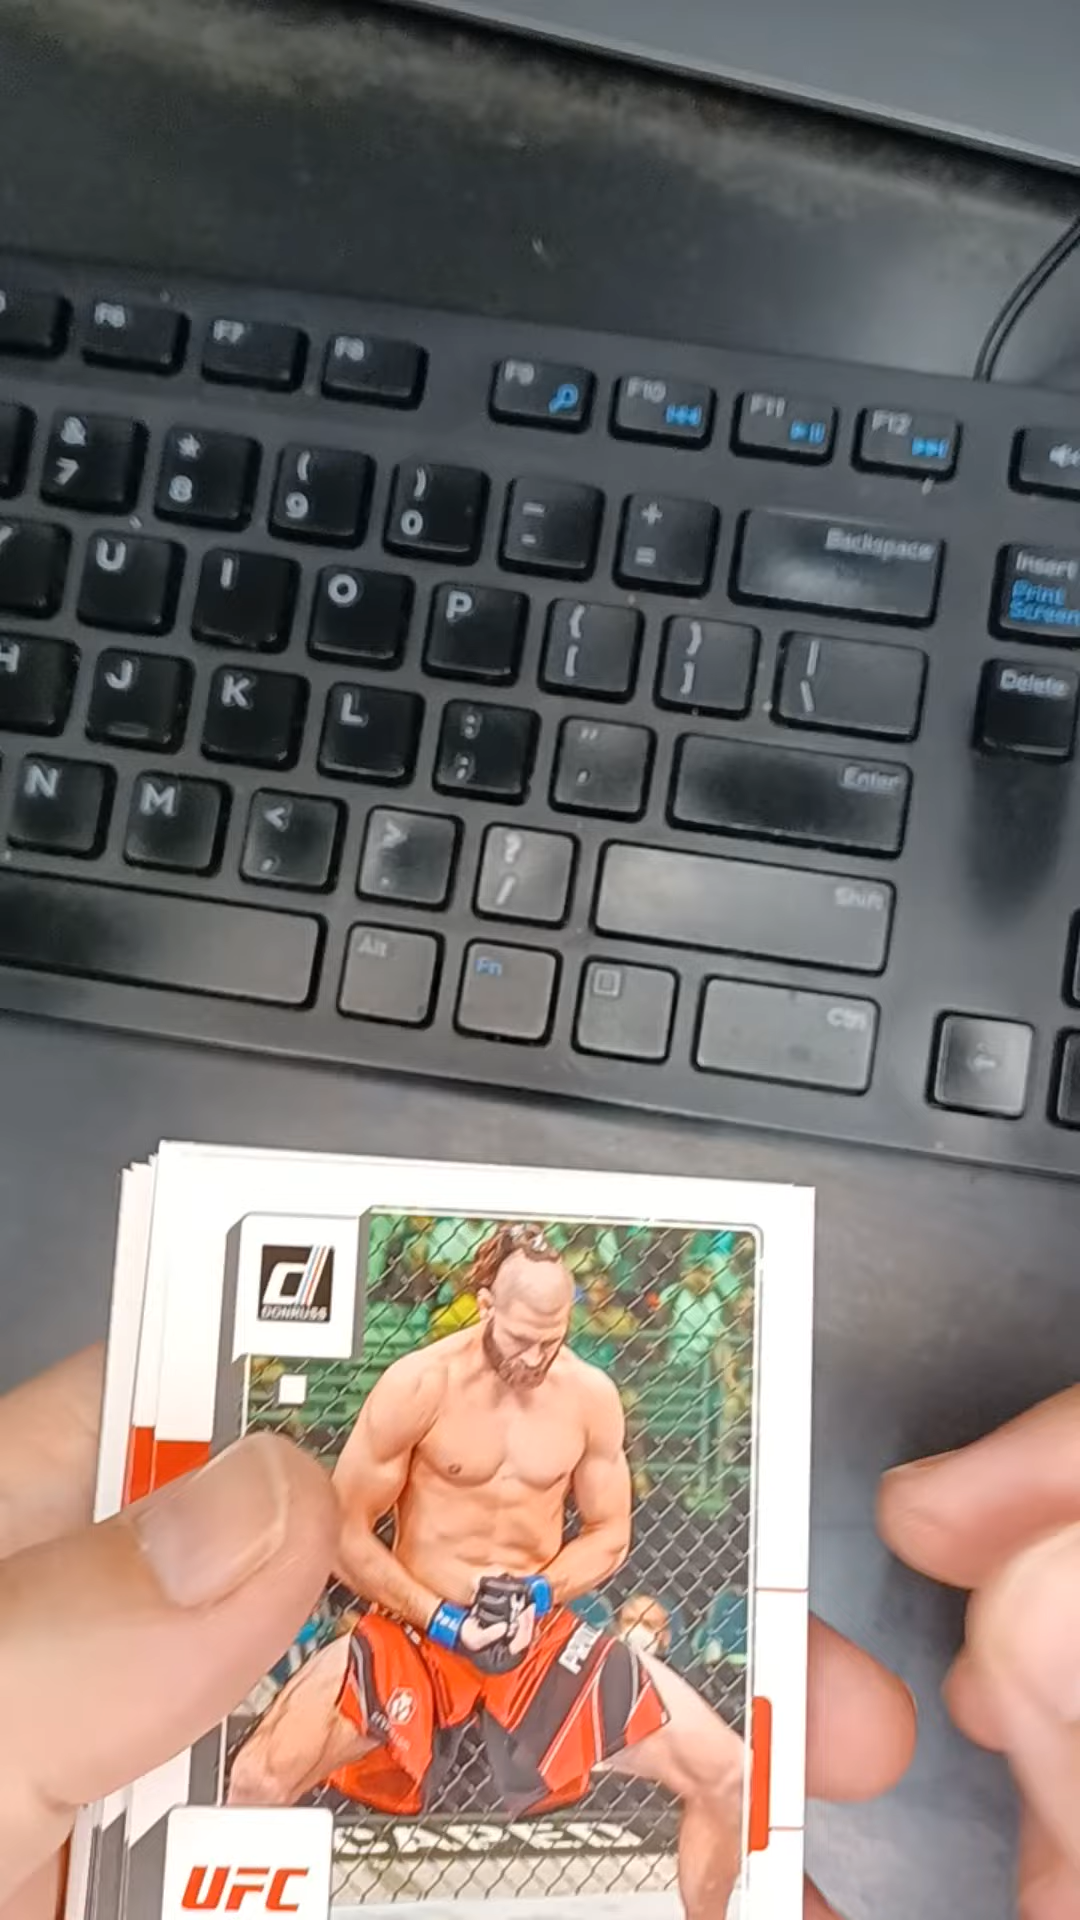 F6 F7 F8 F9 F10 F11 F12
& 7 * 8 ( 9 ) 0 - + = Backspace Insert Print Screen
U I O P { [ } ] | \ Delete
H J K L : ; " ' Enter
N M < , > . ? / Shift
Alt Fn Ctrl
d
DONRUSS
UFC